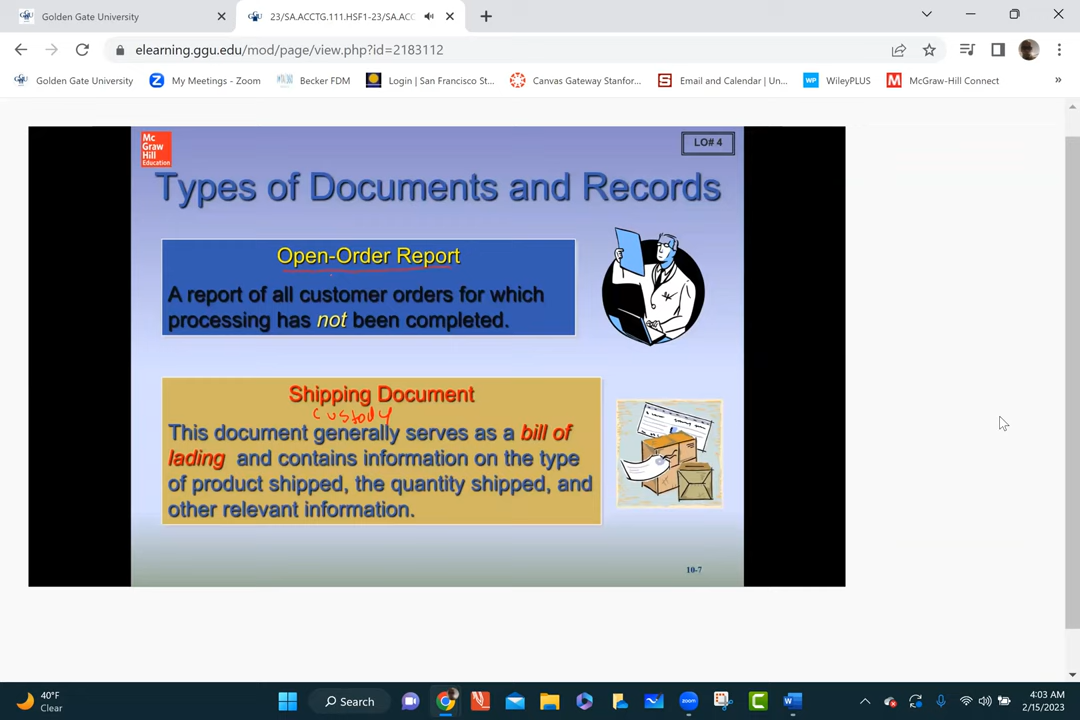 Golden Gate University
23/SA.ACCTG.111.HSF1-23/SA.ACC
elearning.ggu.edu/mod/page/view.php?id=2183112
Golden Gate University
My Meetings - Zoom
Becker FDM
Login | San Francisco St...
Canvas Gateway Stanfor...
Email and Calendar | Un...
WileyPLUS
McGraw-Hill Connect
»
Mc
Graw
Hill
Education
LO# 4
Types of Documents and Records
Open-Order Report
A report of all customer orders for which
processing has not been completed.
Shipping Document
custody
This document generally serves as a bill of
lading and contains information on the type
of product shipped, the quantity shipped, and
other relevant information.
10-7
40°F
Clear
Search
zoom
4:03 AM
2/15/2023